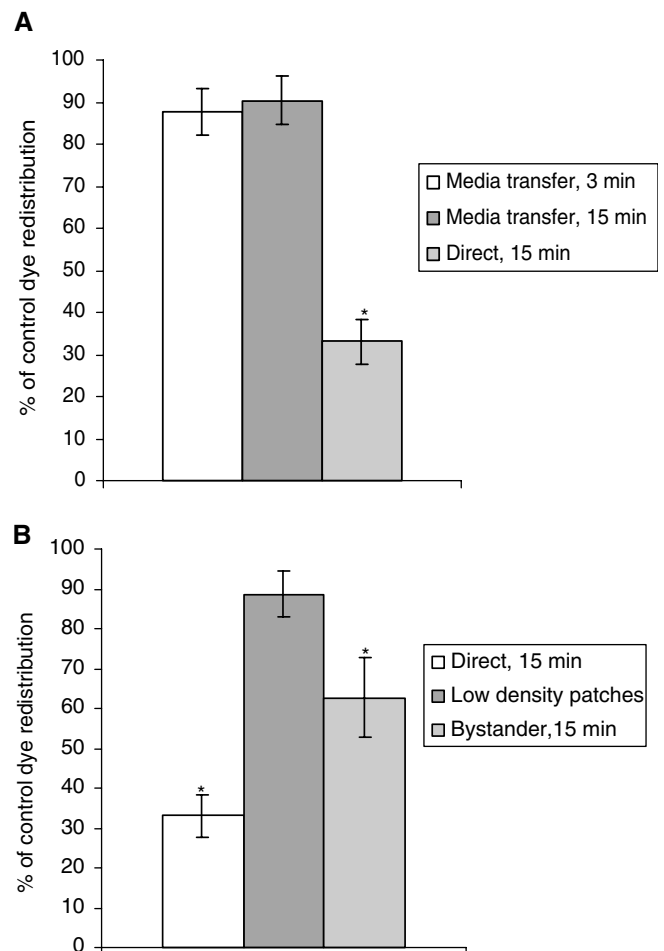 A
% of control dye redistribution
100
90
80
70
60
50
40
30
20
10
0
*
Media transfer, 3 min
Media transfer, 15 min
Direct, 15 min
B
% of control dye redistribution
100
90
80
70
60
50
40
30
20
10
0
*
*
Direct, 15 min
Low density patches
Bystander,15 min